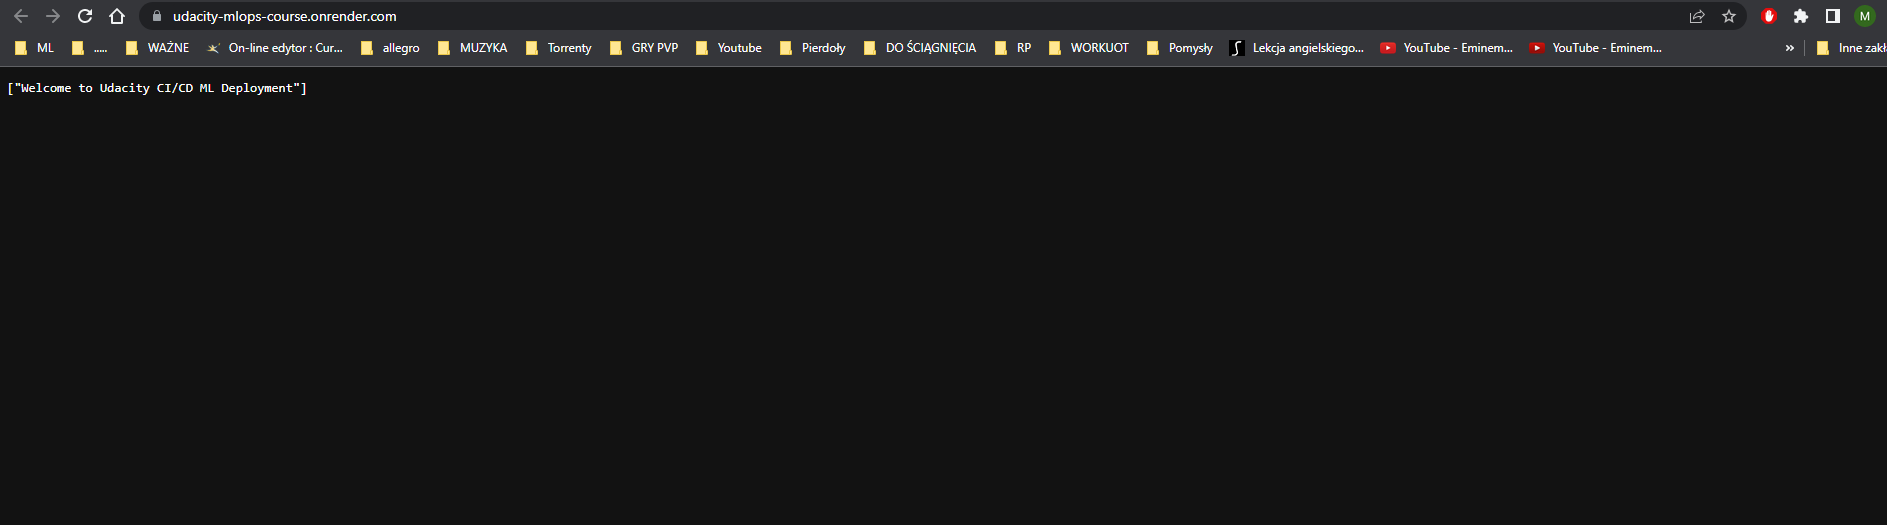 udacity-mlops-course.onrender.com M
ML ..... WAŻNE On-line edytor : Cur... allegro MUZYKA Torrenty GRY PVP Youtube Pierdoły DO ŚCIĄGNIĘCIA RP WORKUOT Pomysły Lekcja angielskiego... YouTube - Eminem... YouTube - Eminem... » Inne zakł
["Welcome to Udacity CI/CD ML Deployment"]